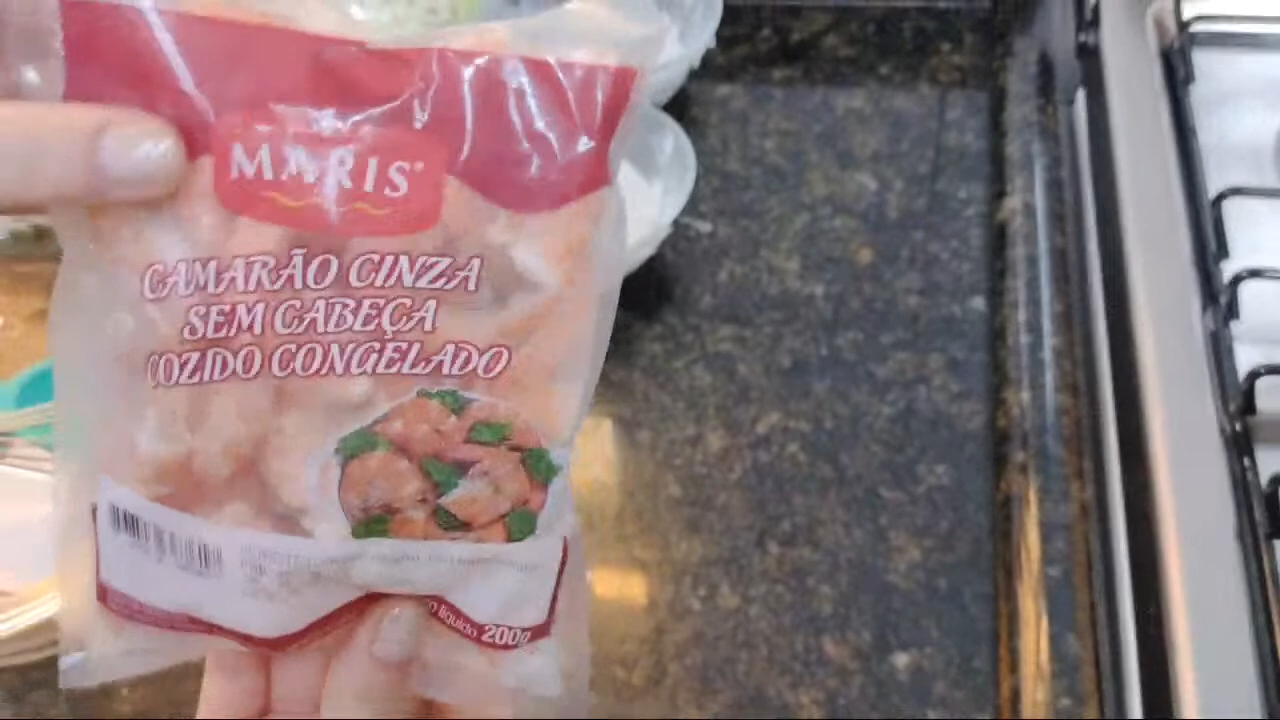 MARIS®
CAMARÃO CINZA
SEM CABEÇA
COZIDO CONGELADO
líquido 200g